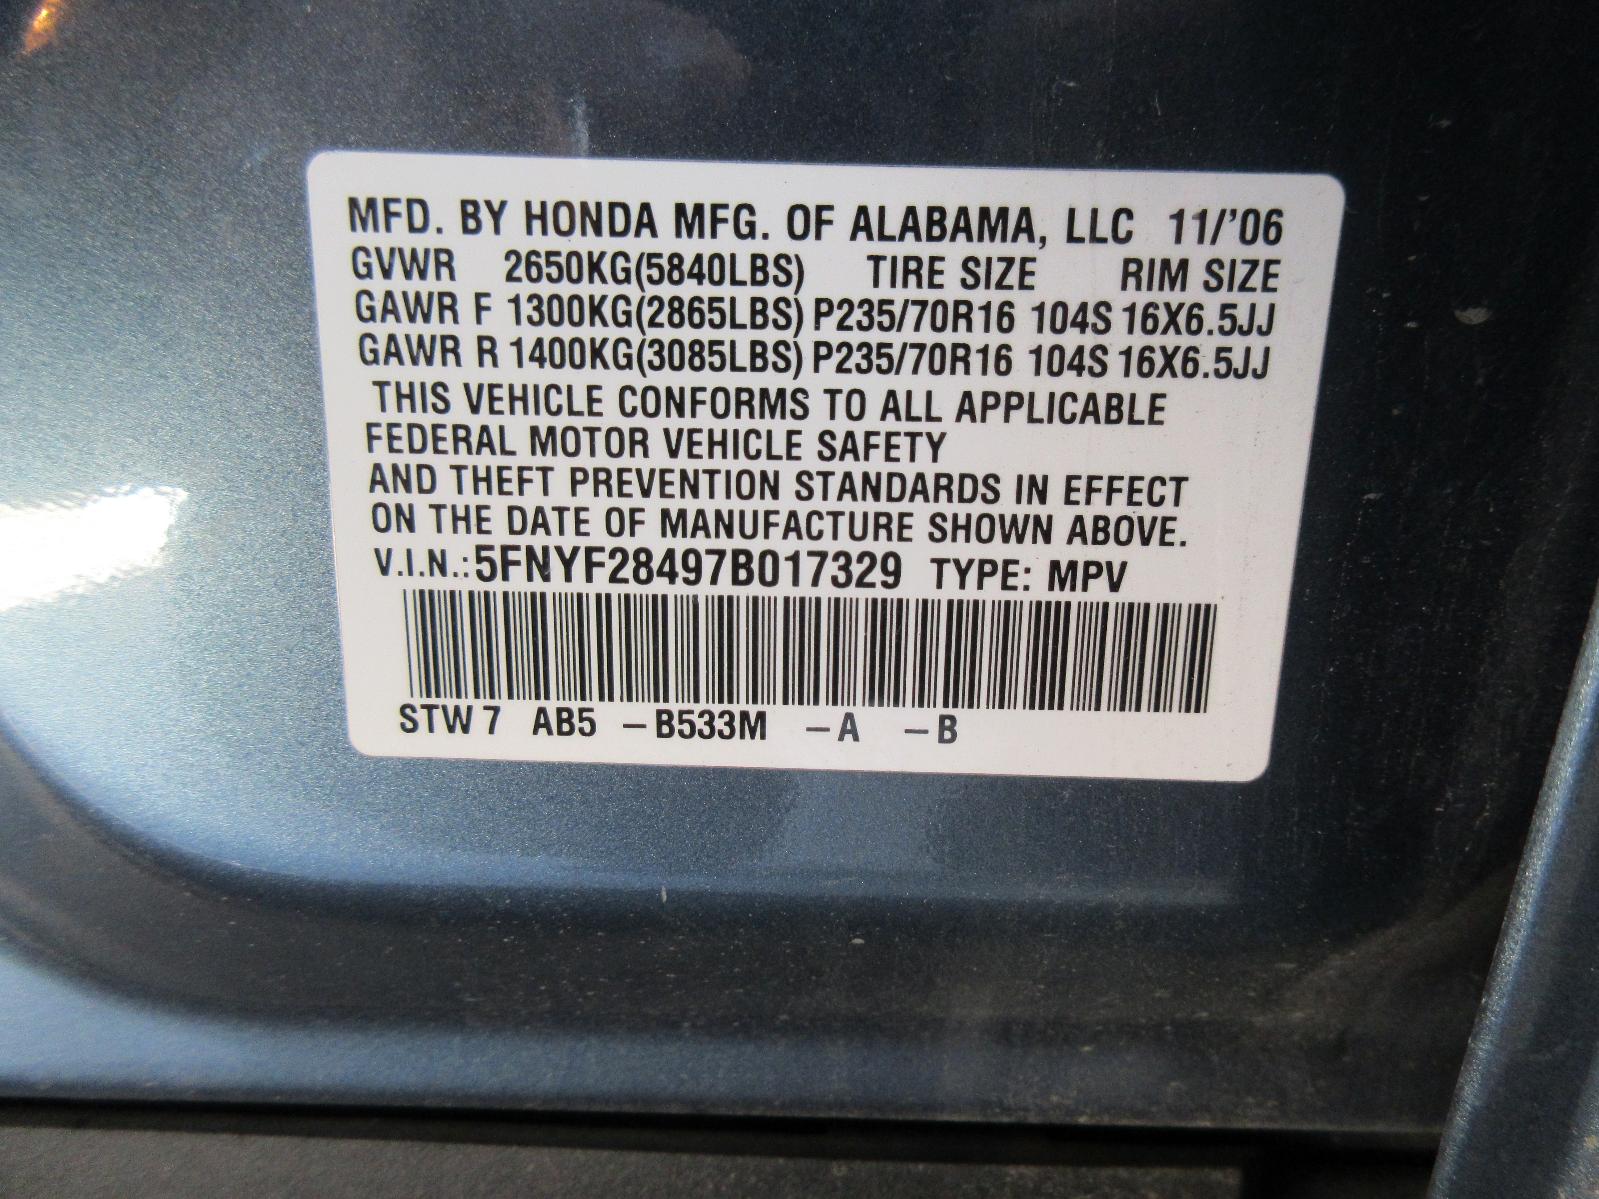 MFD. BY HONDA MFG. OF ALABAMA, LLC 11/'06
GVWR 2650KG(5840LBS) TIRE SIZE RIM SIZE
GAWR F 1300KG(2865LBS) P235/70R16 104S 16X6.5JJ
GAWR R 1400KG(3085LBS) P235/70R16 104S 16X6.5JJ
THIS VEHICLE CONFORMS TO ALL APPLICABLE
FEDERAL MOTOR VEHICLE SAFETY
AND THEFT PREVENTION STANDARDS IN EFFECT
ON THE DATE OF MANUFACTURE SHOWN ABOVE.
V.I.N.: 5FNYF28497B017329 TYPE: MPV
STW 7 AB5 –B533M –A –B